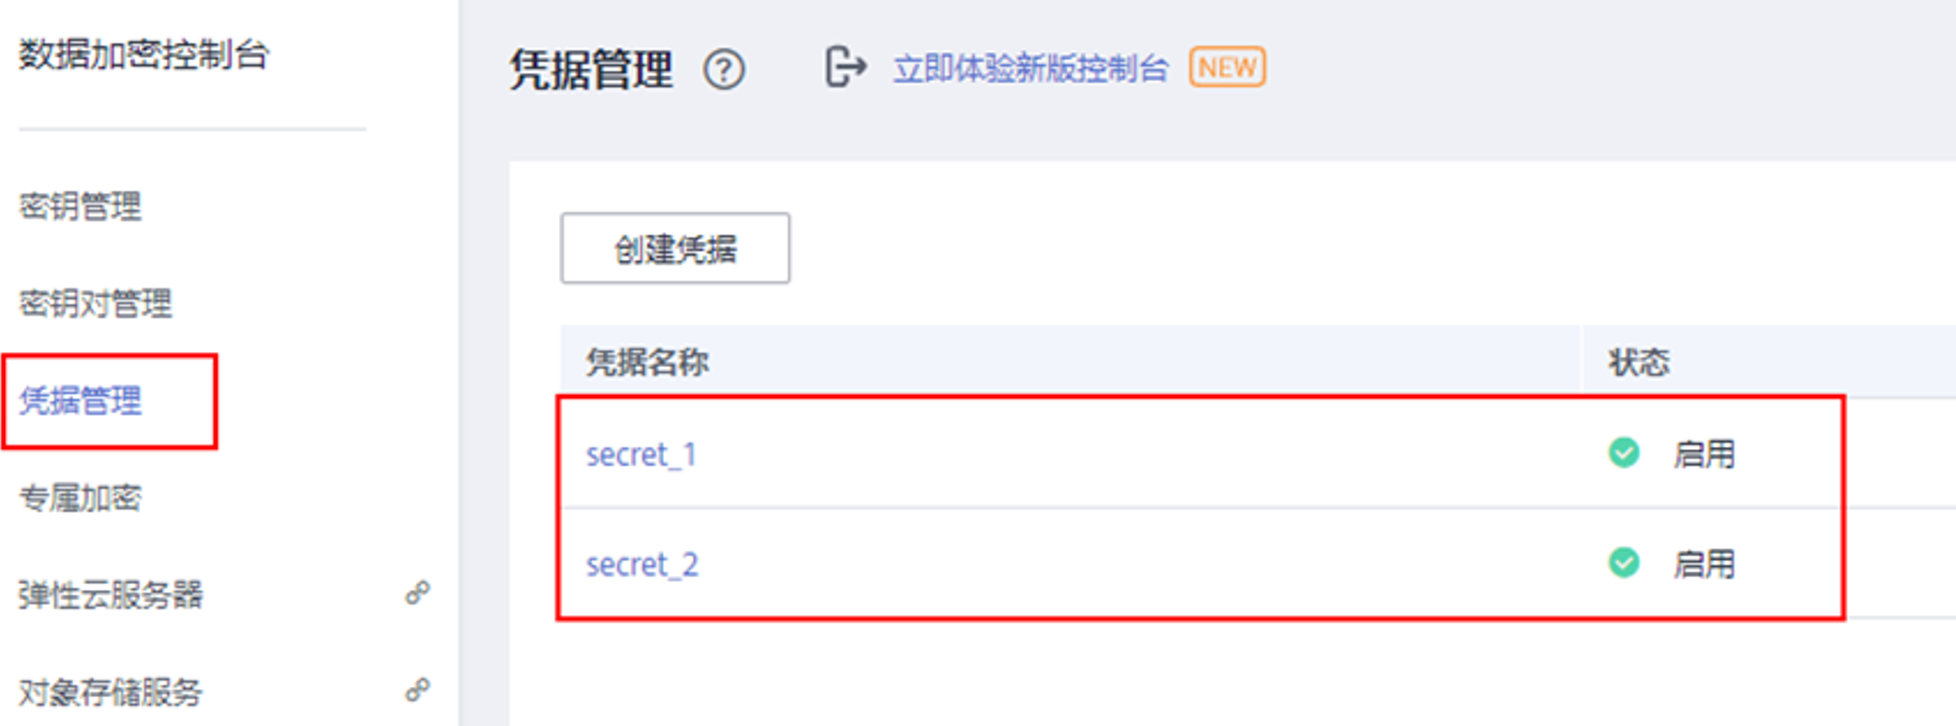 数据加密控制台
密钥管理
密钥对管理
凭据管理
专属加密
弹性云服务器
对象存储服务
凭据管理 ? 立即体验新版控制台 NEW
创建凭据
凭据名称 状态
secret_1 启用
secret_2 启用